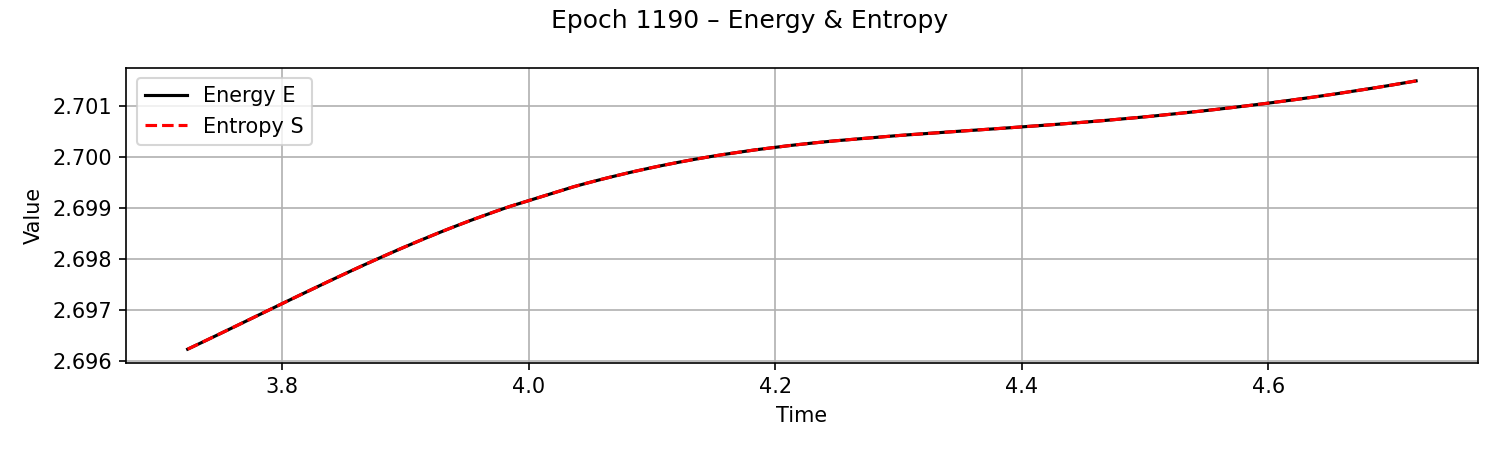 Epoch 1190 – Energy & Entropy
Energy E
Entropy S
2.701
2.700
2.699
2.698
2.697
2.696
Value
3.8 4.0 4.2 4.4 4.6
Time